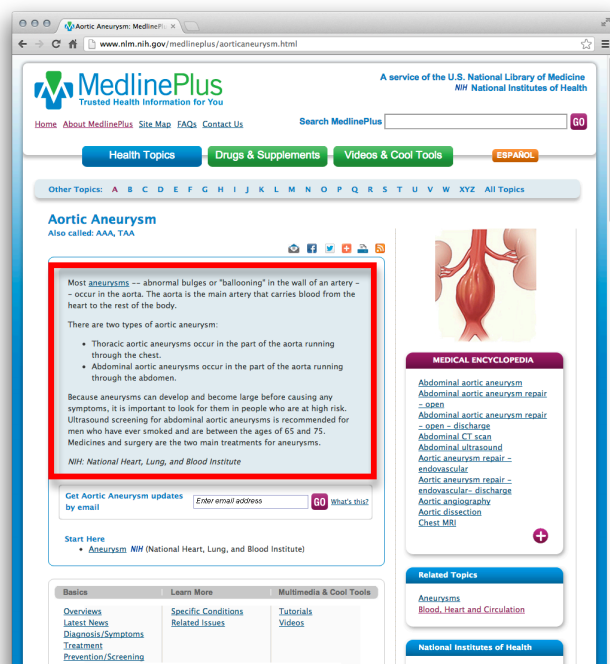 Aortic Aneurysm: MedlinePl
www.nlm.nih.gov/medlineplus/aorticaneurysm.html
MedlinePlus
Trusted Health Information for You
A service of the U.S. National Library of Medicine
NIH National Institutes of Health
Home About MedlinePlus Site Map FAQs Contact Us
Search MedlinePlus GO
Health Topics Drugs & Supplements Videos & Cool Tools ESPAÑOL
Other Topics: A B C D E F G H I J K L M N O P Q R S T U V W XYZ All Topics
Aortic Aneurysm
Also called: AAA, TAA
Most aneurysms -- abnormal bulges or "ballooning" in the wall of an artery -
- occur in the aorta. The aorta is the main artery that carries blood from the
heart to the rest of the body.
There are two types of aortic aneurysm:
• Thoracic aortic aneurysms occur in the part of the aorta running
through the chest.
• Abdominal aortic aneurysms occur in the part of the aorta running
through the abdomen.
Because aneurysms can develop and become large before causing any
symptoms, it is important to look for them in people who are at high risk.
Ultrasound screening for abdominal aortic aneurysms is recommended for
men who have ever smoked and are between the ages of 65 and 75.
Medicines and surgery are the two main treatments for aneurysms.
NIH: National Heart, Lung, and Blood Institute
Get Aortic Aneurysm updates
by email
Enter email address GO What's this?
Start Here
• Aneurysm NIH (National Heart, Lung, and Blood Institute)
Basics Learn More Multimedia & Cool Tools
Overviews Specific Conditions Tutorials
Latest News Related Issues Videos
Diagnosis/Symptoms
Treatment
Prevention/Screening
MEDICAL ENCYCLOPEDIA
Abdominal aortic aneurysm
Abdominal aortic aneurysm repair
- open
Abdominal aortic aneurysm repair
- open - discharge
Abdominal CT scan
Abdominal ultrasound
Aortic aneurysm repair -
endovascular
Aortic aneurysm repair -
endovascular- discharge
Aortic angiography
Aortic dissection
Chest MRI
Related Topics
Aneurysms
Blood, Heart and Circulation
National Institutes of Health